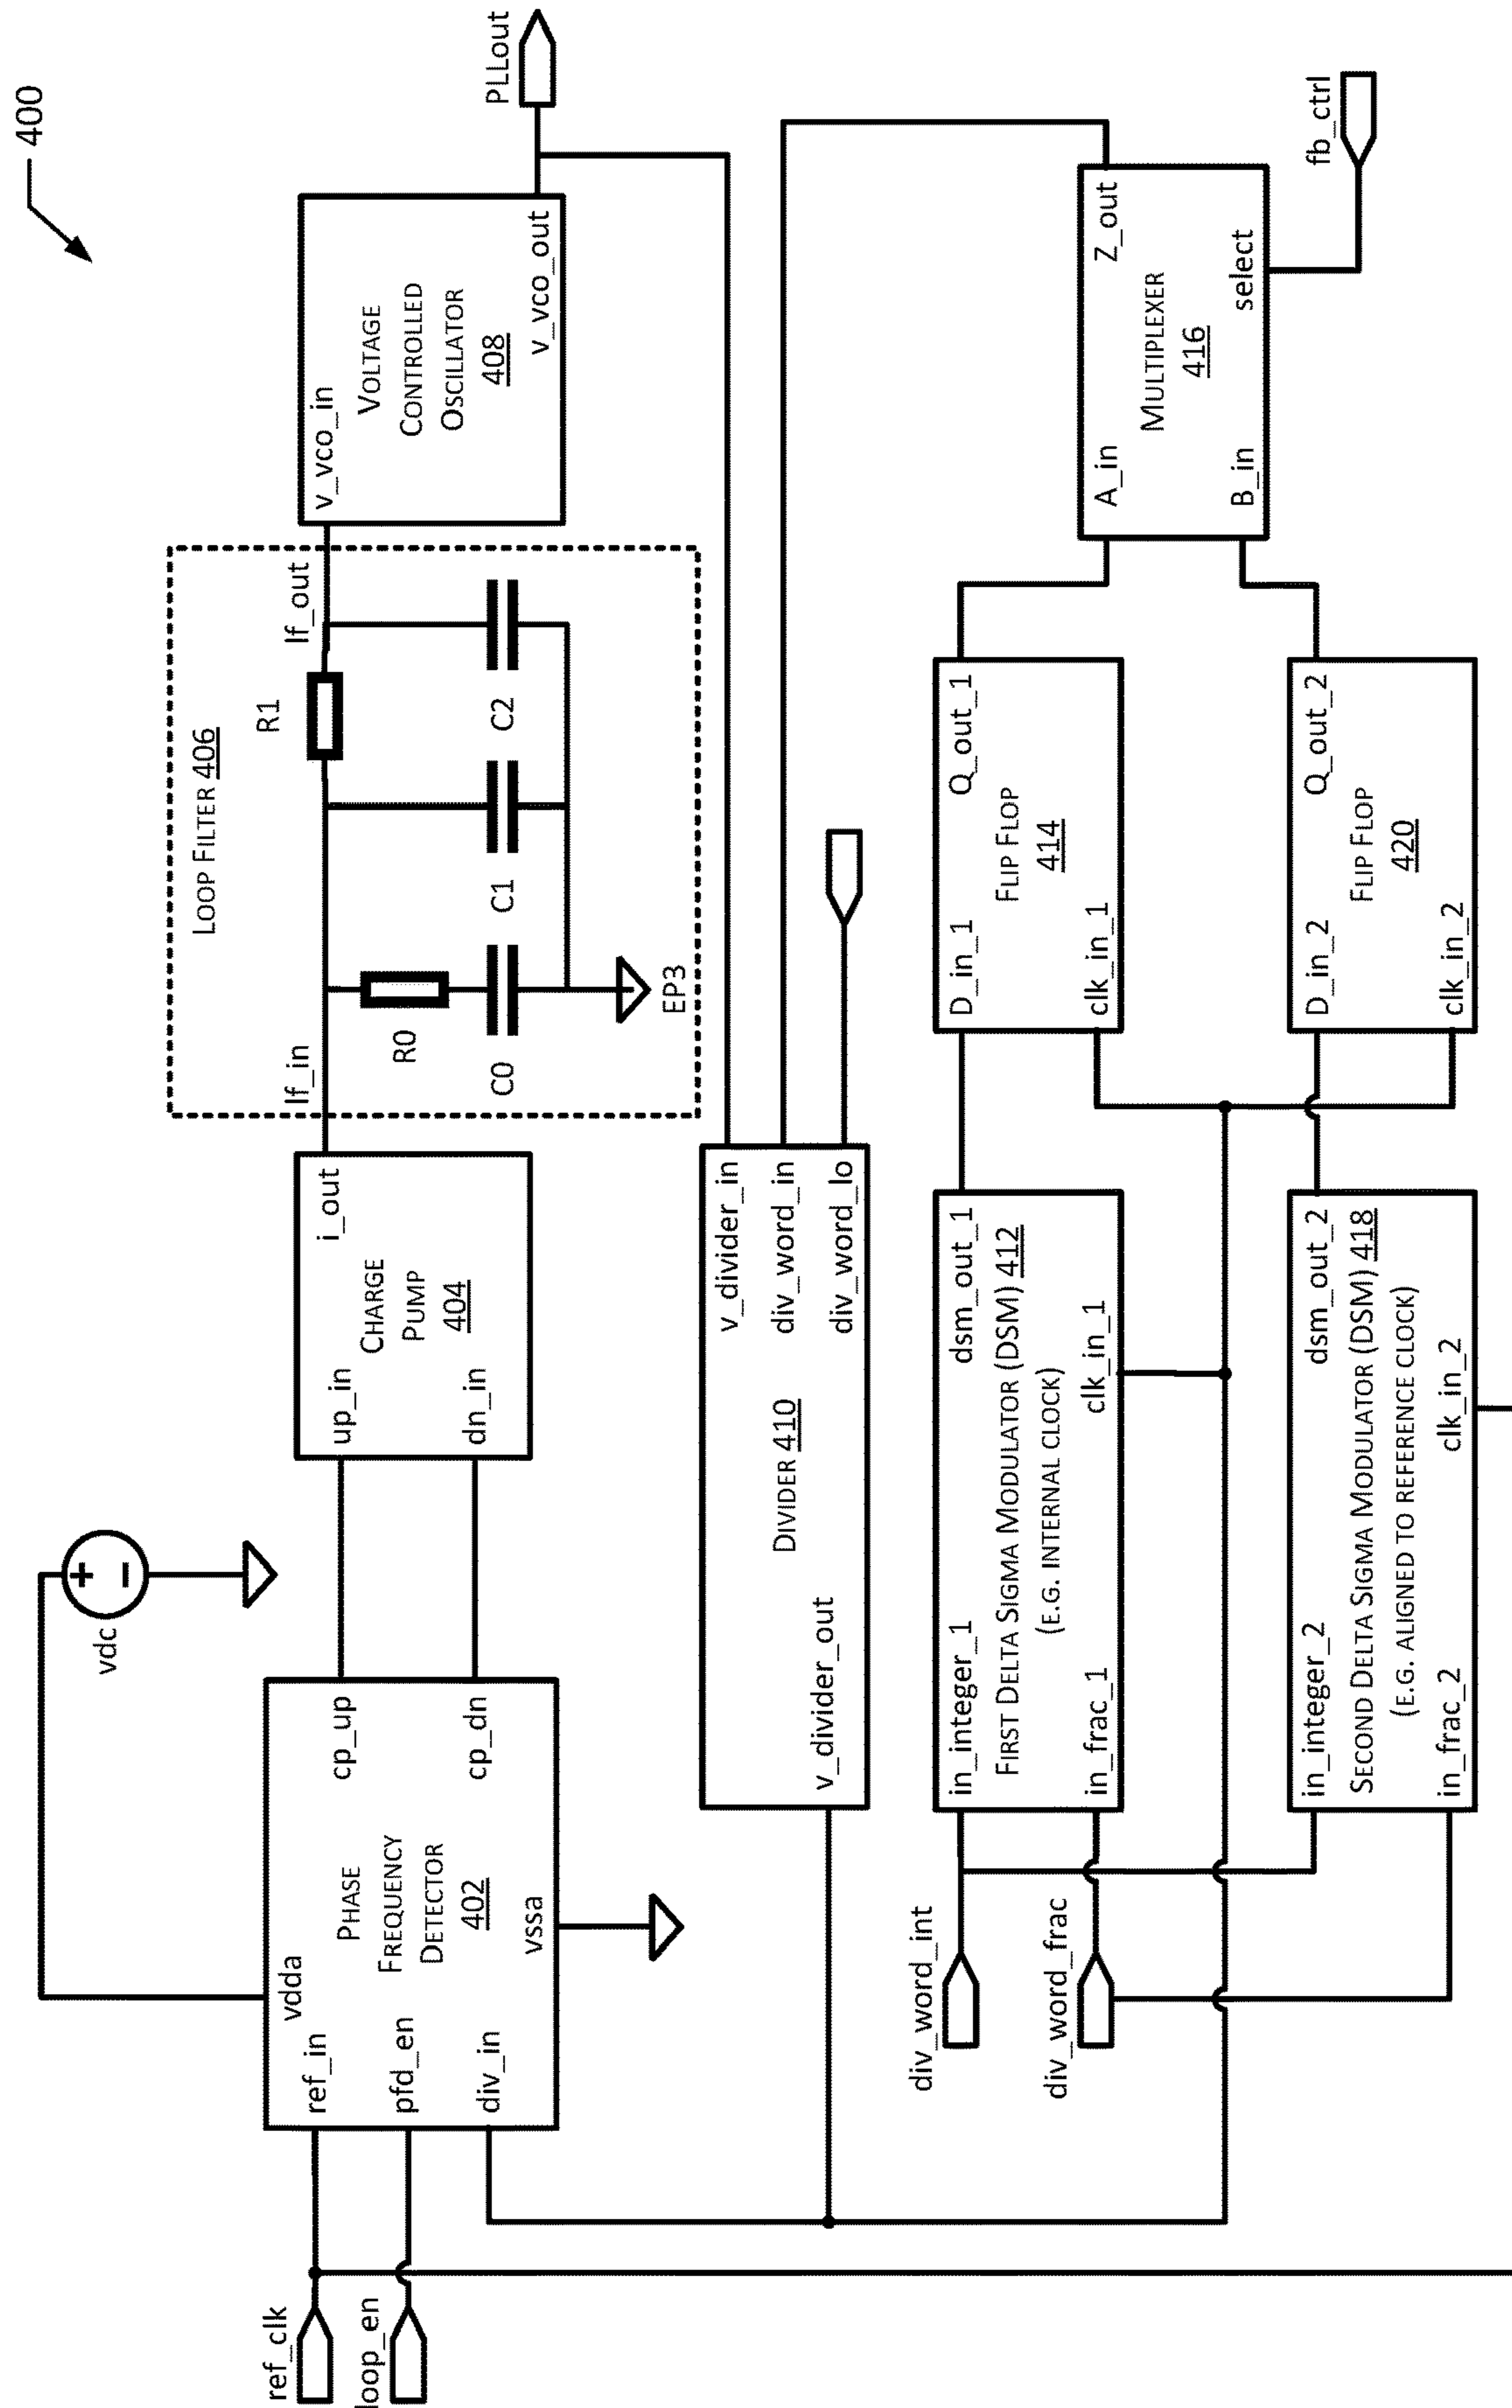 400
vdc
ref_clk
loop_en
vdda
ref_in
pfd_en
div_in
PHASE
FREQUENCY
DETECTOR
402
vssa
cp_up
cp_dn
up_in
dn_in
CHARGE
PUMP
404
i_out
LOOP FILTER 406
lf_in
R0
C0
C1
R1
C2
lf_out
EP3
v_vco_in
VOLTAGE
CONTROLLED
OSCILLATOR
408
v_vco_out
PLLout
v_divider_out
DIVIDER 410
v_divider_in
div_word_in
div_word_lo
div_word_int
div_word_frac
in_integer_1
dsm_out_1
FIRST DELTA SIGMA MODULATOR (DSM) 412
(E.G. INTERNAL CLOCK)
in_frac_1
clk_in_1
D_in_1
Q_out_1
FLIP FLOP
414
clk_in_1
in_integer_2
dsm_out_2
SECOND DELTA SIGMA MODULATOR (DSM) 418
(E.G. ALIGNED TO REFERENCE CLOCK)
in_frac_2
clk_in_2
D_in_2
Q_out_2
FLIP FLOP
420
clk_in_2
A_in
Z_out
MULTIPLEXER
416
B_in
select
fb_ctrl